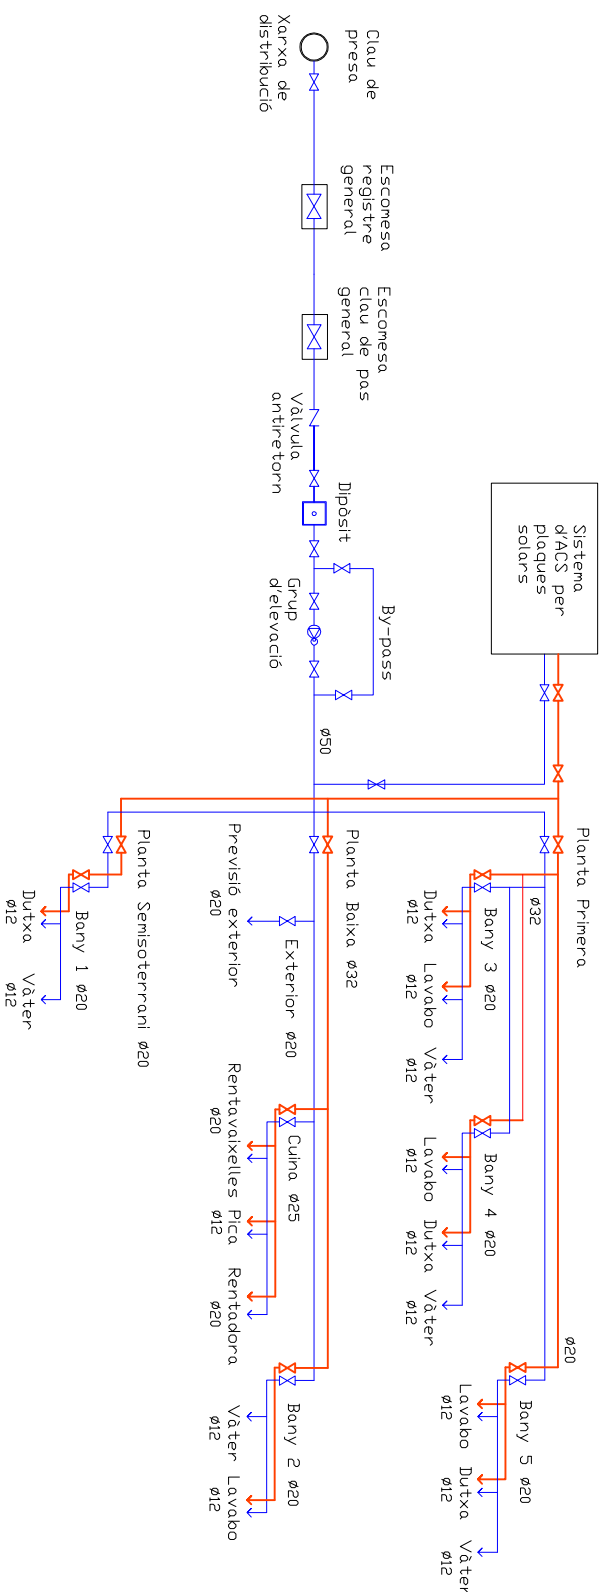 Clau de
presa
Xarxa de
distribució
Escomesa
registre
general
Escomesa
clau de pas
general
Vàlvula
antiretorn
Dipòsit
Grup
d'elevació
By-pass
Sistema
d'ACS per
plaques
solars
ø50
Planta Primera
ø32
Bany 3 ø20
Dutxa
ø12
Lavabo
ø12
Vàter
ø12
Bany 4 ø20
Lavabo
ø12
Dutxa
ø12
Vàter
ø12
ø20
Bany 5 ø20
Lavabo
ø12
Dutxa
ø12
Vàter
ø12
Planta Baixa ø32
Previsió exterior
ø20
Exterior ø20
Cuina ø25
Rentavaixelles
ø20
Pica
ø12
Rentadora
ø20
Bany 2 ø20
Vàter
ø12
Lavabo
ø12
Planta Semisoterrani ø20
Bany 1 ø20
Dutxa
ø12
Vàter
ø12